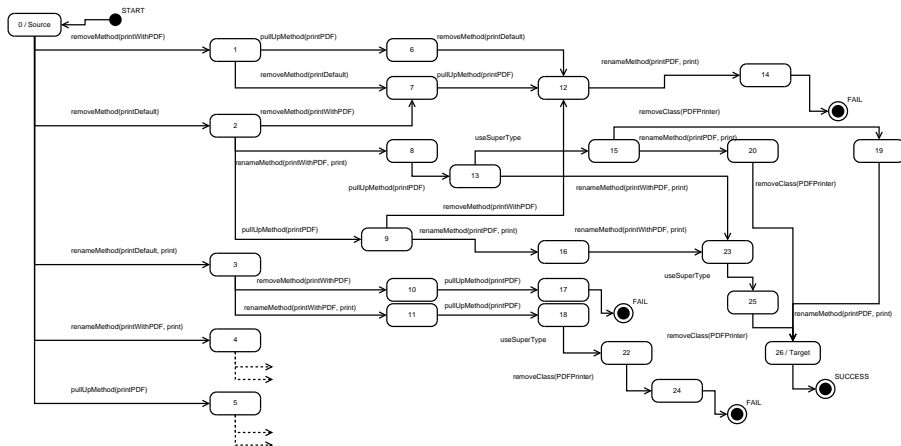 START
0 / Source
removeMethod(printWithPDF)
pullUpMethod(printPDF)
removeMethod(printDefault)
1
6
renameMethod(printPDF, print)
14
removeMethod(printDefault)
pullUpMethod(printPDF)
7
12
FAIL
removeClass(PDFPrinter)
removeMethod(printDefault)
removeMethod(printWithPDF)
2
useSuperType
renameMethod(printPDF, print)
8
15
20
19
renameMethod(printWithPDF, print)
13
pullUpMethod(printPDF)
renameMethod(printWithPDF, print)
removeClass(PDFPrinter)
removeMethod(printWithPDF)
pullUpMethod(printPDF)
9
renameMethod(printPDF, print)
renameMethod(printWithPDF, print)
16
23
renameMethod(printDefault, print)
3
useSuperType
removeMethod(printWithPDF)
pullUpMethod(printPDF)
10
17
25
renameMethod(printWithPDF, print)
pullUpMethod(printPDF)
FAIL
11
18
renameMethod(printPDF, print)
renameMethod(printWithPDF, print)
removeClass(PDFPrinter)
4
useSuperType
22
26 / Target
pullUpMethod(printPDF)
removeClass(PDFPrinter)
24
SUCCESS
5
FAIL